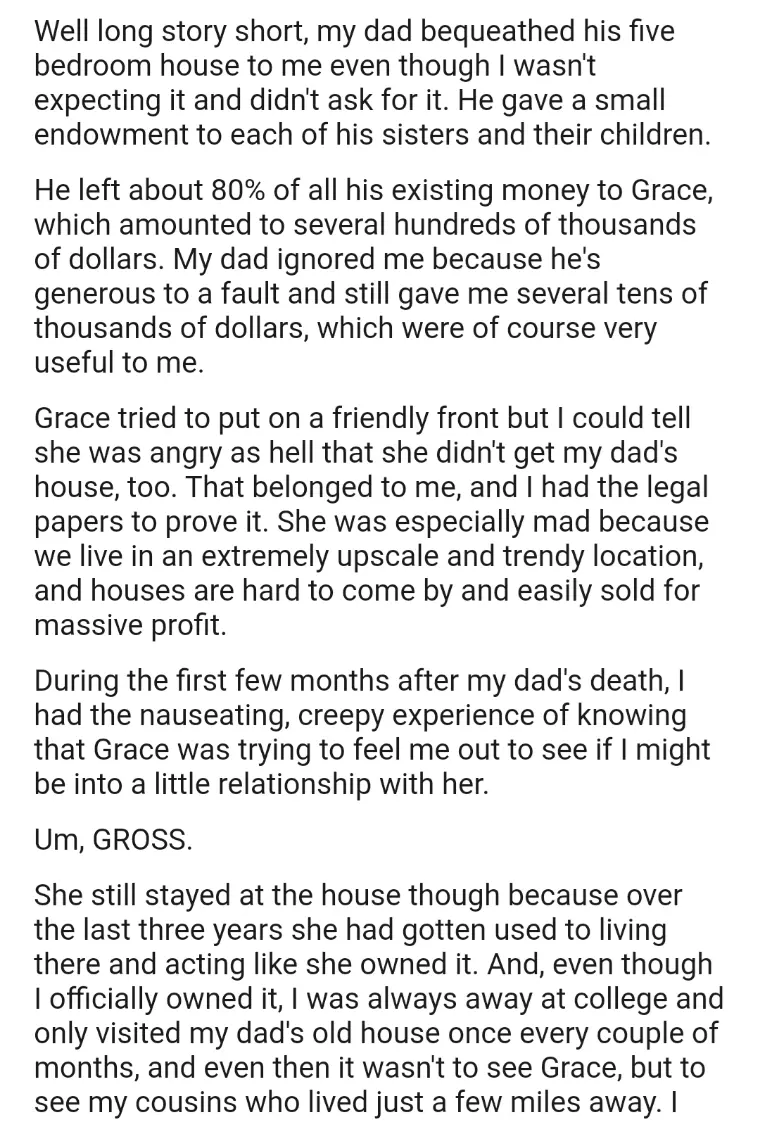 Well long story short, my dad bequeathed his five
bedroom house to me even though I wasn't
expecting it and didn't ask for it. He gave a small
endowment to each of his sisters and their children.
He left about 80% of all his existing money to Grace,
which amounted to several hundreds of thousands
of dollars. My dad ignored me because he's
generous to a fault and still gave me several tens of
thousands of dollars, which were of course very
useful to me.
Grace tried to put on a friendly front but I could tell
she was angry as hell that she didn't get my dad's
house, too. That belonged to me, and I had the legal
papers to prove it. She was especially mad because
we live in an extremely upscale and trendy location,
and houses are hard to come by and easily sold for
massive profit.
During the first few months after my dad's death, I
had the nauseating, creepy experience of knowing
that Grace was trying to feel me out to see if I might
be into a little relationship with her.
Um, GROSS.
She still stayed at the house though because over
the last three years she had gotten used to living
there and acting like she owned it. And, even though
I officially owned it, I was always away at college and
only visited my dad's old house once every couple of
months, and even then it wasn't to see Grace, but to
see my cousins who lived just a few miles away. I